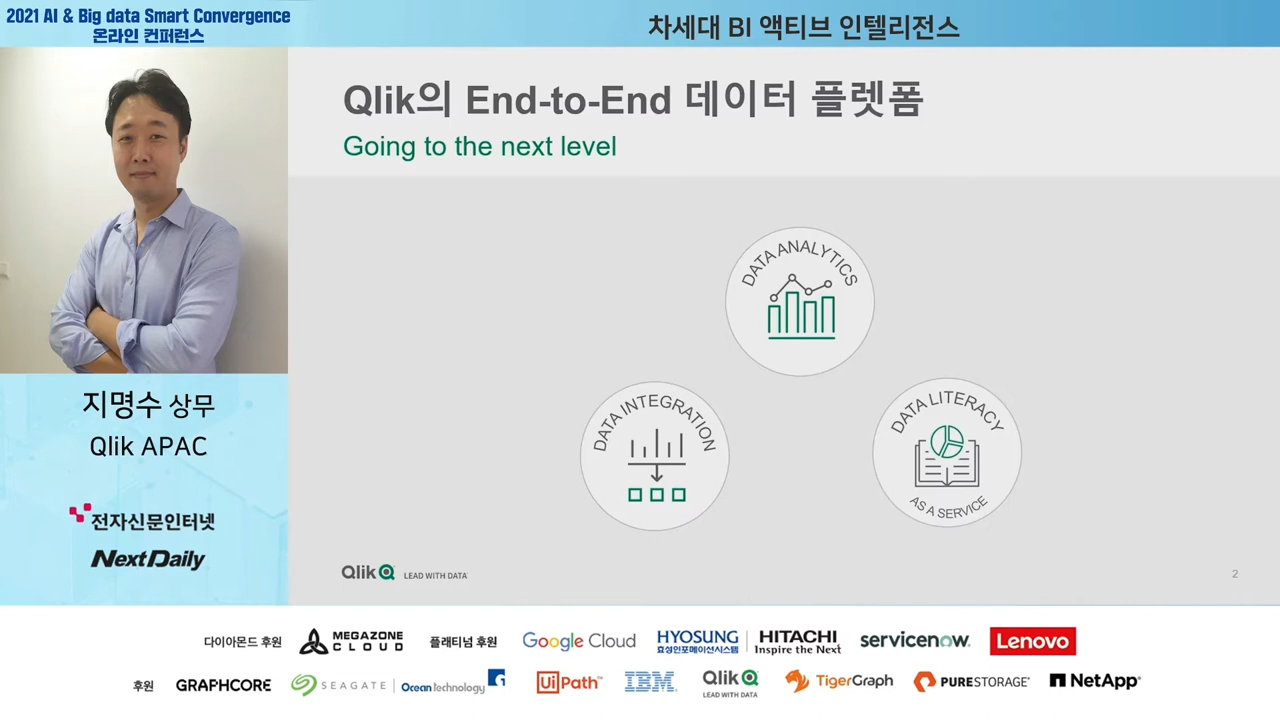 2021 AI & Big data Smart Convergence
온라인 컨퍼런스
차세대 BI 액티브 인텔리전스
Qlik의 End-to-End 데이터 플렛폼
Going to the next level
DATA ANALYTICS
DATA INTEGRATION
DATA LITERACY
AS A SERVICE
지명수 상무
Qlik APAC
전자신문인터넷
NextDaily
Qlik LEAD WITH DATA
2
다이아몬드 후원 MEGAZONE CLOUD 플래티넘 후원 Google Cloud HYOSUNG 효성인포메이션시스템 HITACHI Inspire the Next servicenow. Lenovo
후원 GRAPHCORE SEAGATE Ocean Technology UiPath IBM Qlik LEAD WITH DATA TigerGraph PURESTORAGE NetApp